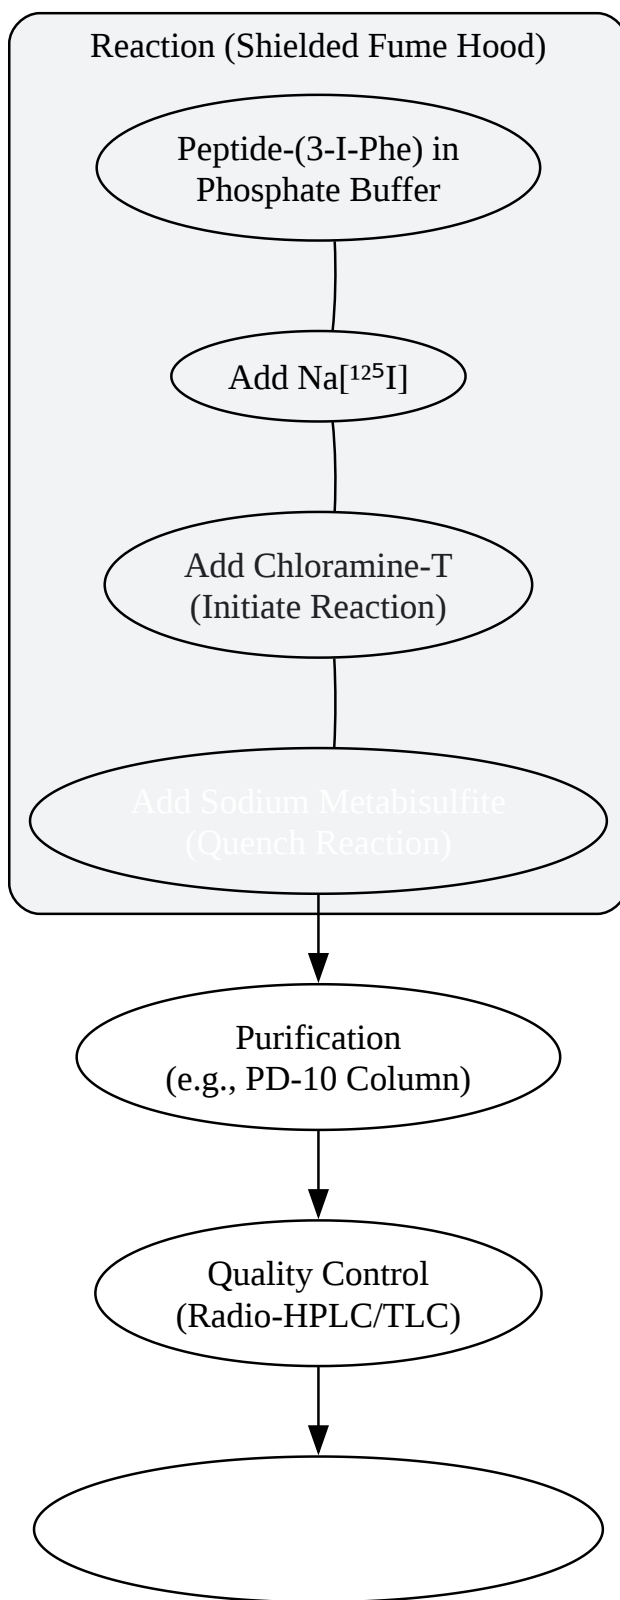 Reaction (Shielded Fume Hood)
Peptide-(3-I-Phe) in
Phosphate Buffer
Add Na[¹²⁵I]
Add Chloramine-T
(Initiate Reaction)
Add Sodium Metabisulfite
(Quench Reaction)
Purification
(e.g., PD-10 Column)
Quality Control
(Radio-HPLC/TLC)